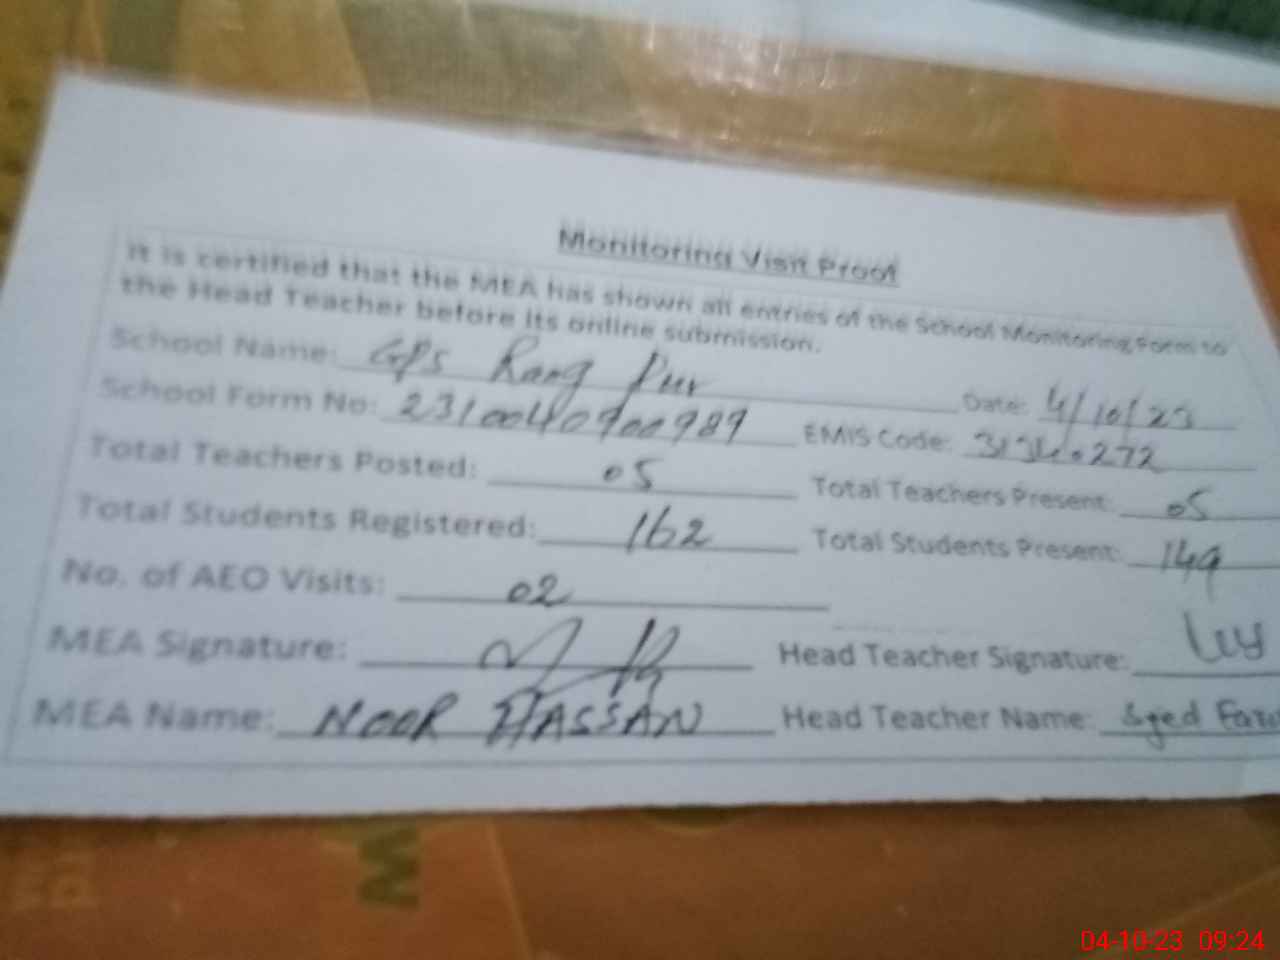 Monitoring Visit Proof
It is certified that the MEA has shown all entries of the School Monitoring Form to
the Head Teacher before its online submission.
School Name: GPS Rang Pur Date: 4/10/23
School Form No: 2310040900989 EMIS Code: 31340272
Total Teachers Posted: 05 Total Teachers Present: 05
Total Students Registered: 162 Total Students Present: 149
No. of AEO Visits: 02
MEA Signature: Head Teacher Signature:
MEA Name: NOOR HASSAN Head Teacher Name: Syed
04-10-23 09:24